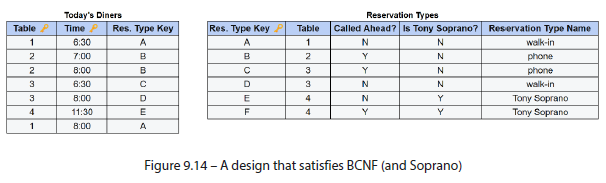 Today's Diners
Table Time Res. Type Key
1 6:30 A
2 7:00 B
2 8:00 B
3 6:30 C
3 8:00 D
4 11:30 E
1 8:00 A
Reservation Types
Res. Type Key Table Called Ahead? Is Tony Soprano? Reservation Type Name
A 1 N N walk-in
B 2 Y N phone
C 3 Y N phone
D 3 N N walk-in
E 4 N Y Tony Soprano
F 4 Y Y Tony Soprano
Figure 9.14 – A design that satisfies BCNF (and Soprano)